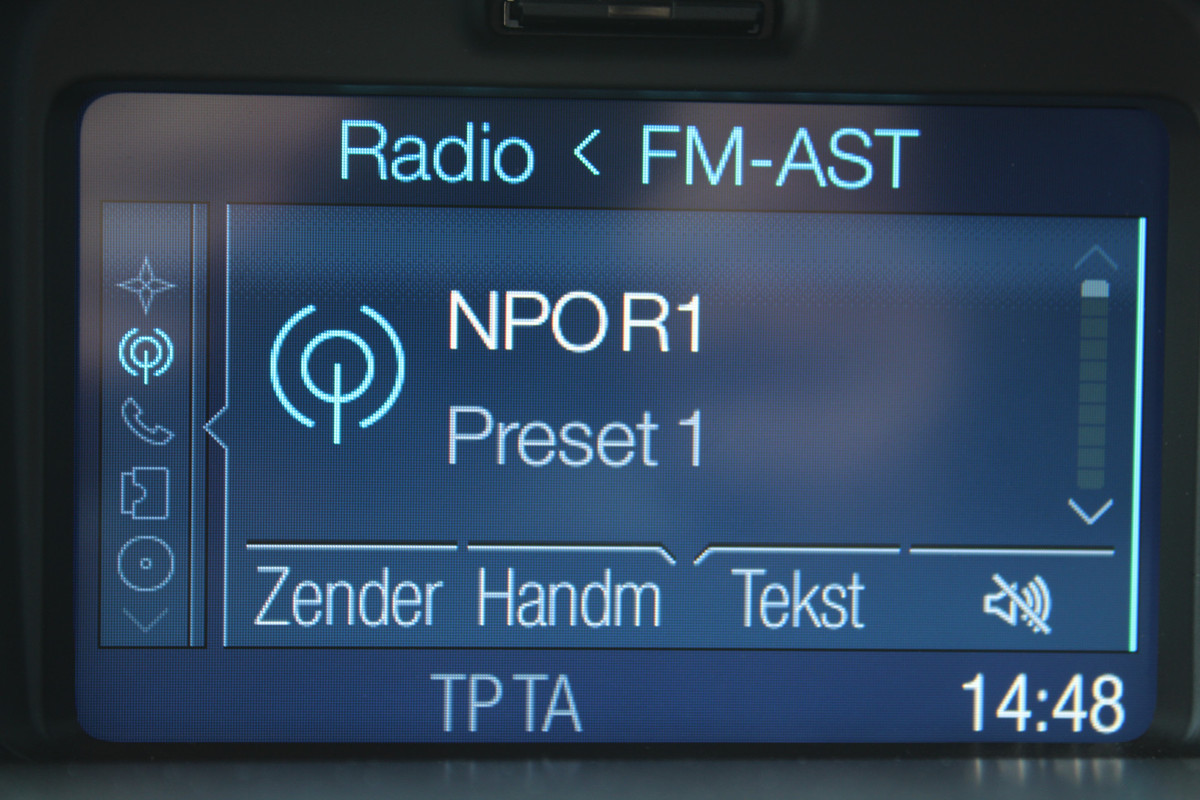 Radio < FM-AST
NPO R1
Preset 1
Zender Handm Tekst
TP TA 14:48